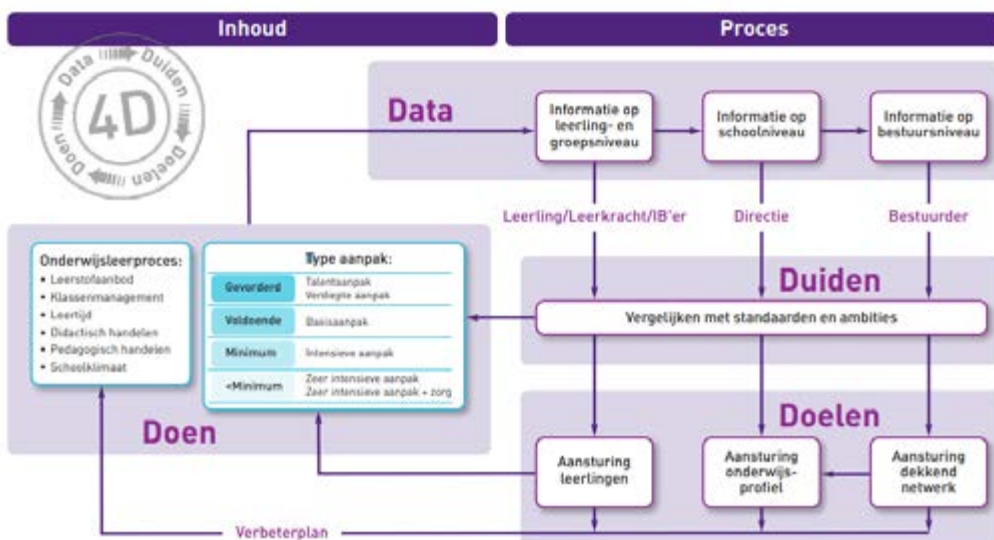 Inhoud
Proces
Data
Duiden
Doelen
Doen
4D
Data
Informatie op
leerling- en
groepsniveau
Informatie op
schoolniveau
Informatie op
bestuursniveau
Leerling/Leerkracht/IB'er
Directie
Bestuurder
Onderwijsleerproces:
• Leerstofaanbod
• Klassenmanagement
• Leertijd
• Didactisch handelen
• Pedagogisch handelen
• Schoolklimaat
Type aanpak:
Gevorderd
Talentaanpak
Verdiepte aanpak
Voldoende
Basisaanpak
Minimum
Intensieve aanpak
<Minimum
Zeer intensieve aanpak
Zeer intensieve aanpak + zorg
Doen
Duiden
Vergelijken met standaarden en ambities
Doelen
Aansturing
leerlingen
Aansturing
onderwijs-
profiel
Aansturing
dekkend
netwerk
Verbeterplan